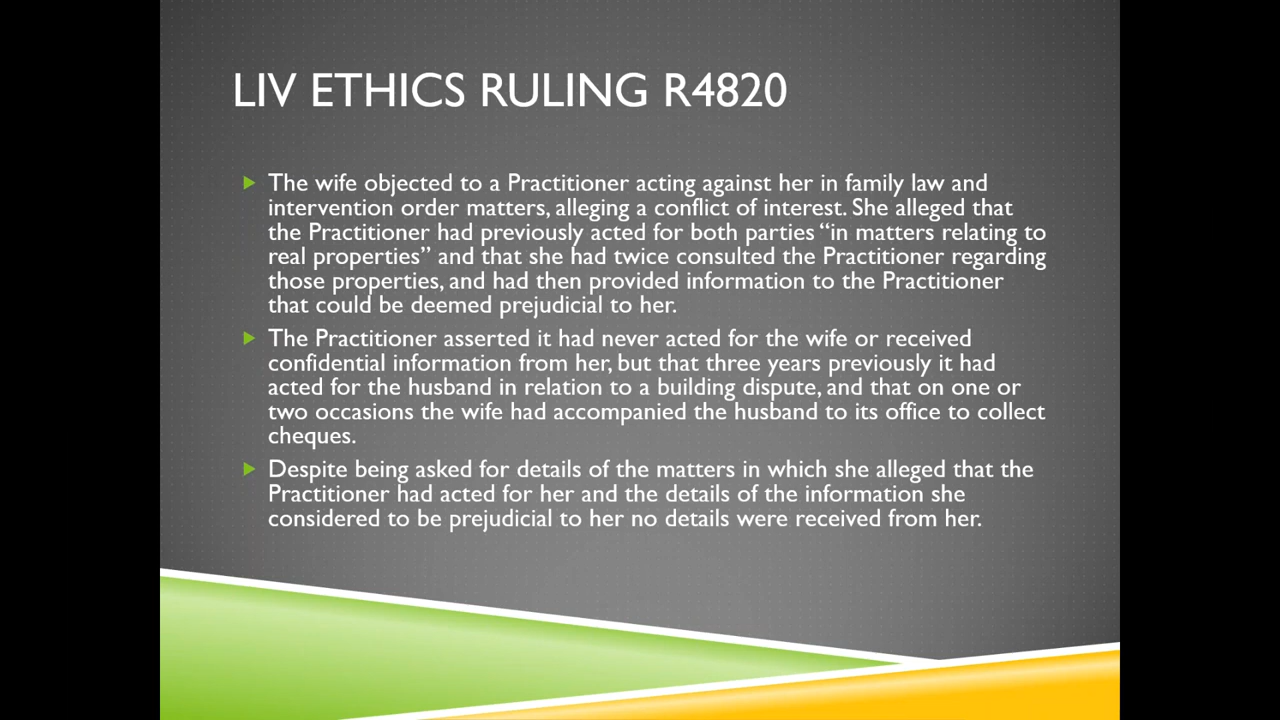 LIV ETHICS RULING R4820
The wife objected to a Practitioner acting against her in family law and
intervention order matters, alleging a conflict of interest. She alleged that
the Practitioner had previously acted for both parties “in matters relating to
real properties” and that she had twice consulted the Practitioner regarding
those properties, and had then provided information to the Practitioner
that could be deemed prejudicial to her.
The Practitioner asserted it had never acted for the wife or received
confidential information from her, but that three years previously it had
acted for the husband in relation to a building dispute, and that on one or
two occasions the wife had accompanied the husband to its office to collect
cheques.
Despite being asked for details of the matters in which she alleged that the
Practitioner had acted for her and the details of the information she
considered to be prejudicial to her no details were received from her.